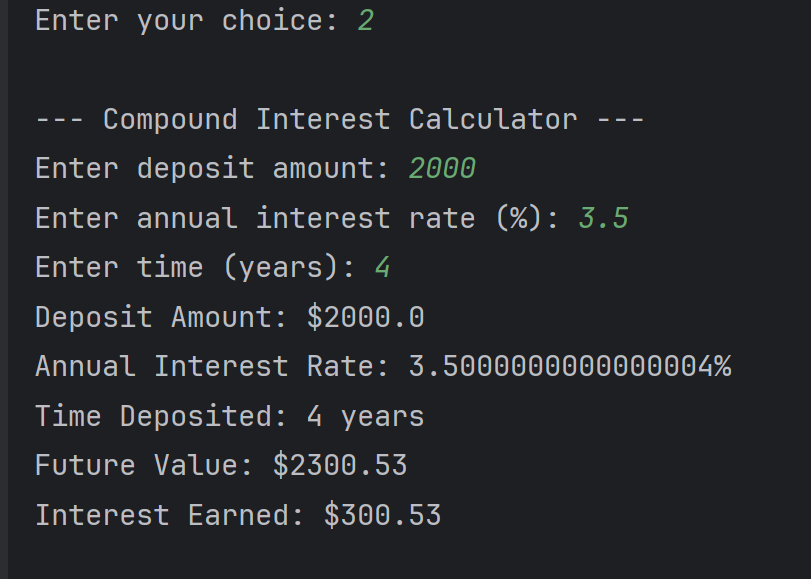 Enter your choice: 2
--- Compound Interest Calculator ---
Enter deposit amount: 2000
Enter annual interest rate (%): 3.5
Enter time (years): 4
Deposit Amount: $2000.0
Annual Interest Rate: 3.5000000000000004%
Time Deposited: 4 years
Future Value: $2300.53
Interest Earned: $300.53